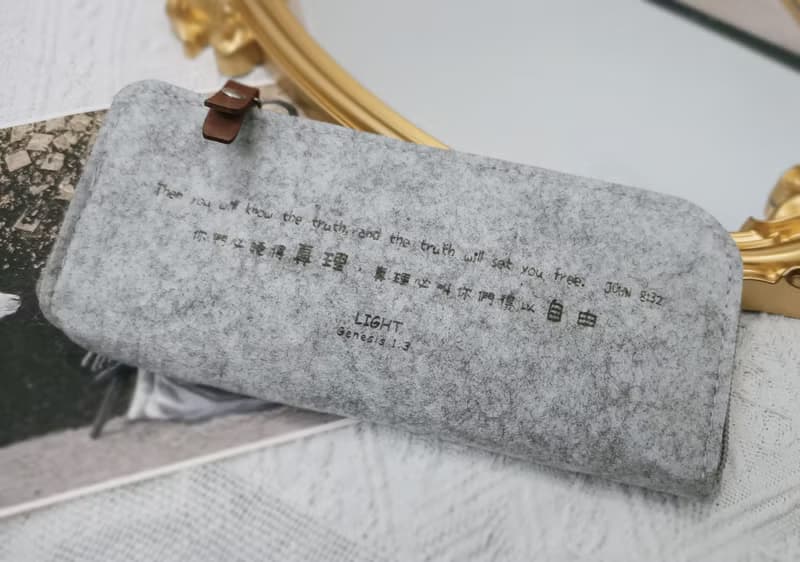 Then you will know the truth, and the truth will set you free. JOHN 8:32
你們必曉得真理，真理必叫你們得以自由
LIGHT
Genesis 1:3